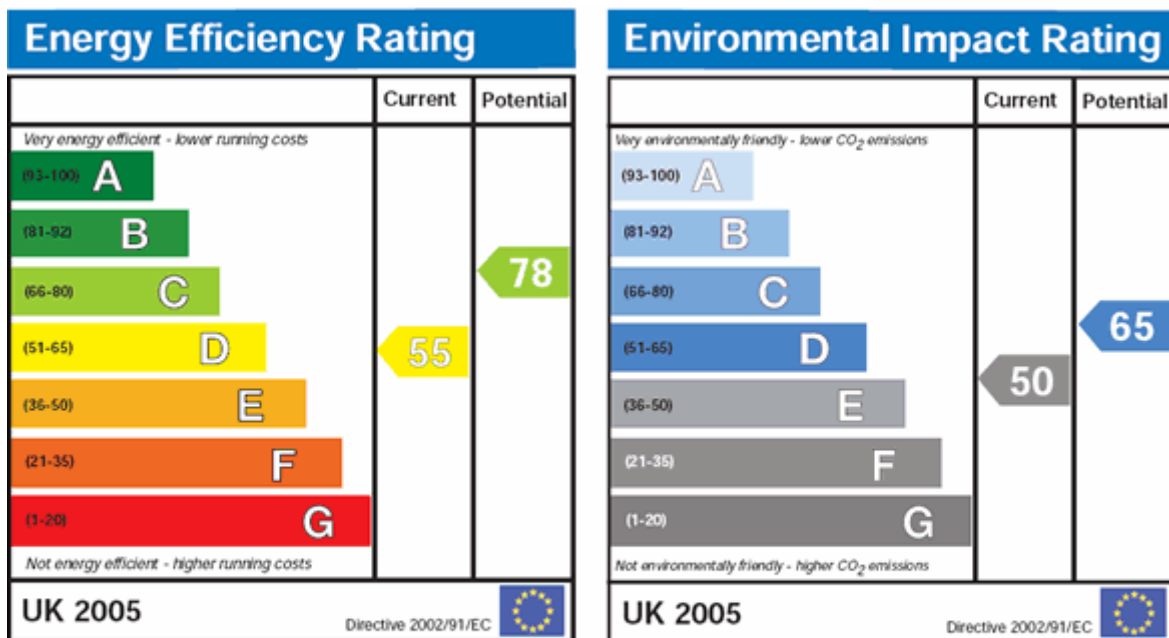 Energy Efficiency Rating
Current Potential
Very energy efficient - lower running costs
(93-100) A
(81-92) B
(66-80) C
78
(51-65) D
55
(36-50) E
(21-35) F
(1-20) G
Not energy efficient - higher running costs
UK 2005
Directive 2002/91/EC
Environmental Impact Rating
Current Potential
Very environmentally friendly - lower CO2 emissions
(93-100) A
(81-92) B
(66-80) C
65
(51-65) D
50
(36-50) E
(21-35) F
(1-20) G
Not environmentally friendly - higher CO2 emissions
UK 2005
Directive 2002/91/EC